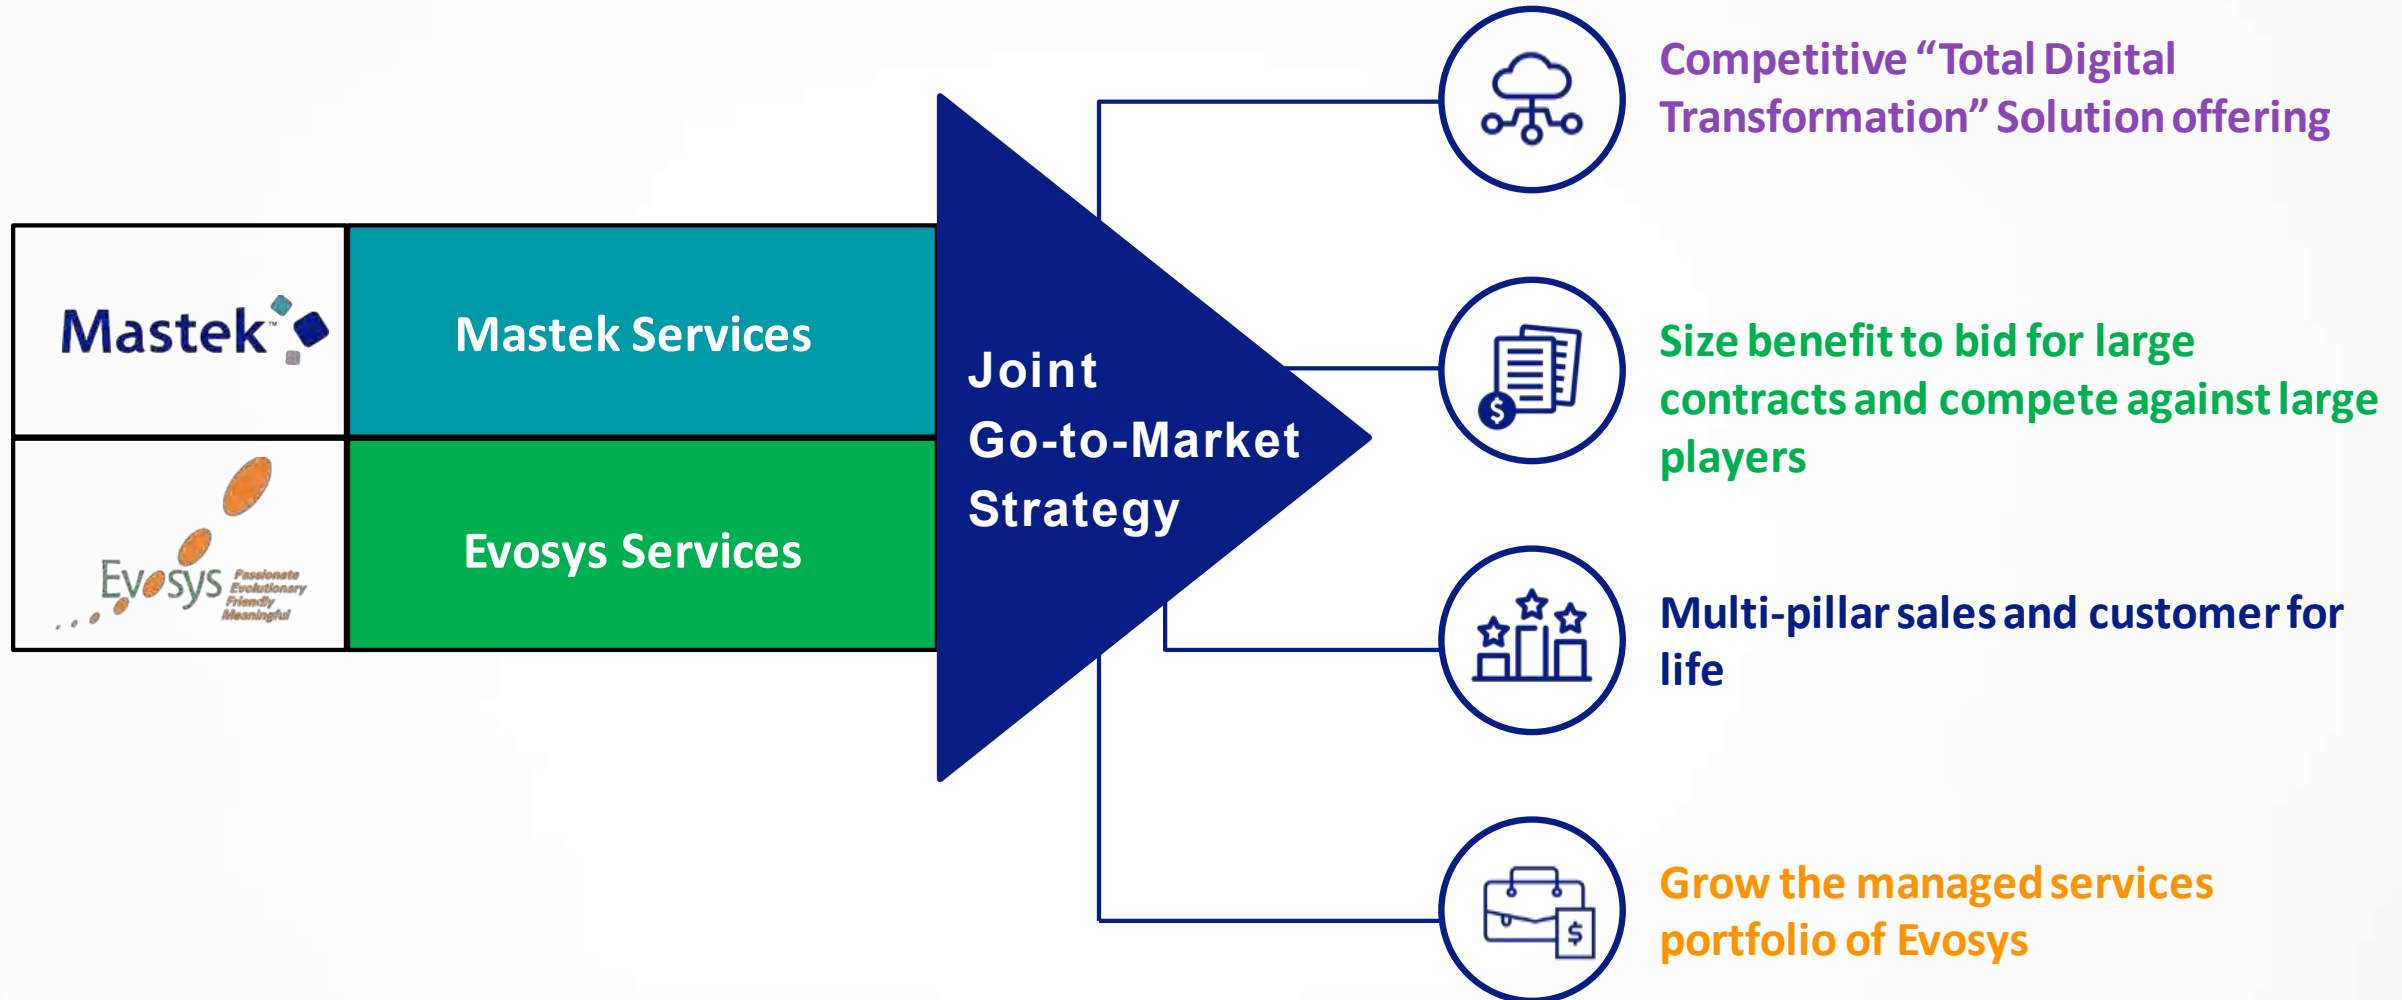 Mastek™
Mastek Services
Evosys
Passionate
Evolutionary
Friendly
Meaningful
Evosys Services
Joint
Go-to-Market
Strategy
Competitive “Total Digital
Transformation” Solution offering
$
Size benefit to bid for large
contracts and compete against large
players
Multi-pillar sales and customer for
life
$
Grow the managed services
portfolio of Evosys